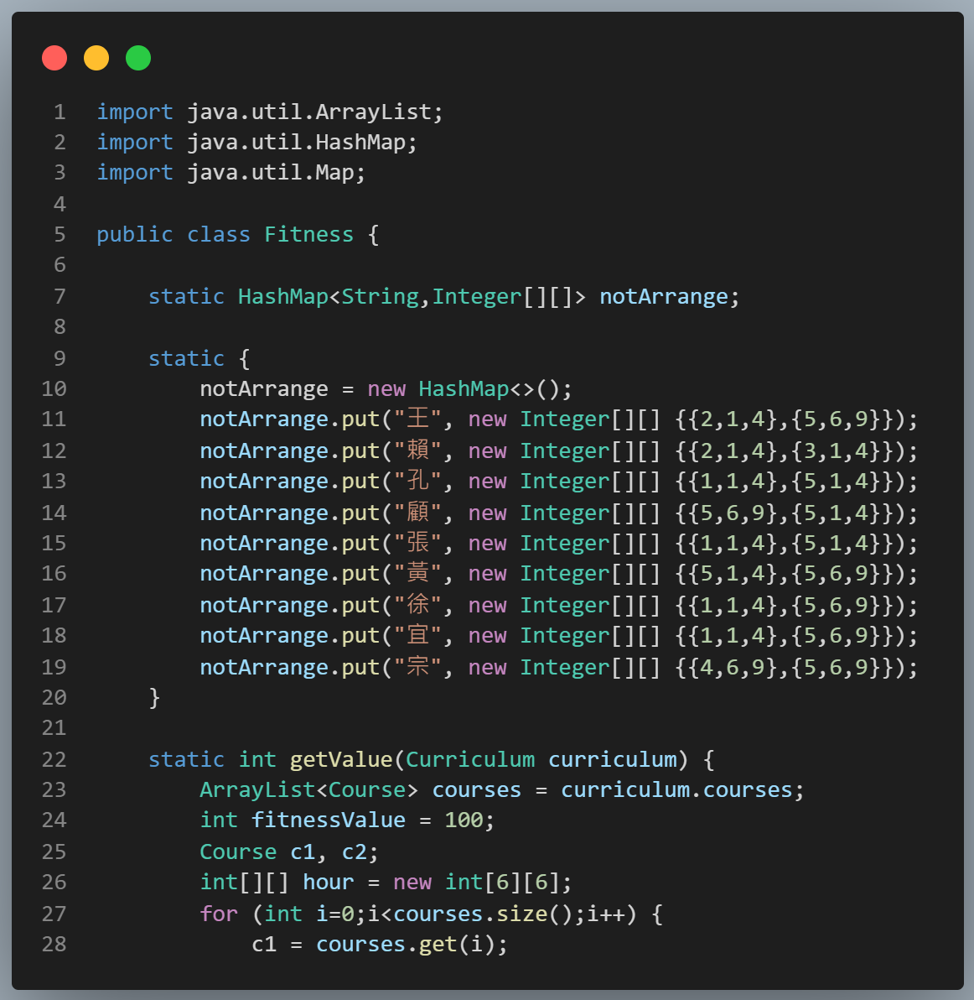 1 import java.util.ArrayList;
2 import java.util.HashMap;
3 import java.util.Map;
4
5 public class Fitness {
6
7     static HashMap<String,Integer[][]> notArrange;
8
9     static {
10         notArrange = new HashMap<>();
11         notArrange.put("王", new Integer[][] {{2,1,4},{5,6,9}});
12         notArrange.put("賴", new Integer[][] {{2,1,4},{3,1,4}});
13         notArrange.put("孔", new Integer[][] {{1,1,4},{5,1,4}});
14         notArrange.put("顧", new Integer[][] {{5,6,9},{5,1,4}});
15         notArrange.put("張", new Integer[][] {{1,1,4},{5,1,4}});
16         notArrange.put("黃", new Integer[][] {{5,1,4},{5,6,9}});
17         notArrange.put("徐", new Integer[][] {{1,1,4},{5,6,9}});
18         notArrange.put("宜", new Integer[][] {{1,1,4},{5,6,9}});
19         notArrange.put("宗", new Integer[][] {{4,6,9},{5,6,9}});
20     }
21
22     static int getValue(Curriculum curriculum) {
23         ArrayList<Course> courses = curriculum.courses;
24         int fitnessValue = 100;
25         Course c1, c2;
26         int[][] hour = new int[6][6];
27         for (int i=0;i<courses.size();i++) {
28             c1 = courses.get(i);